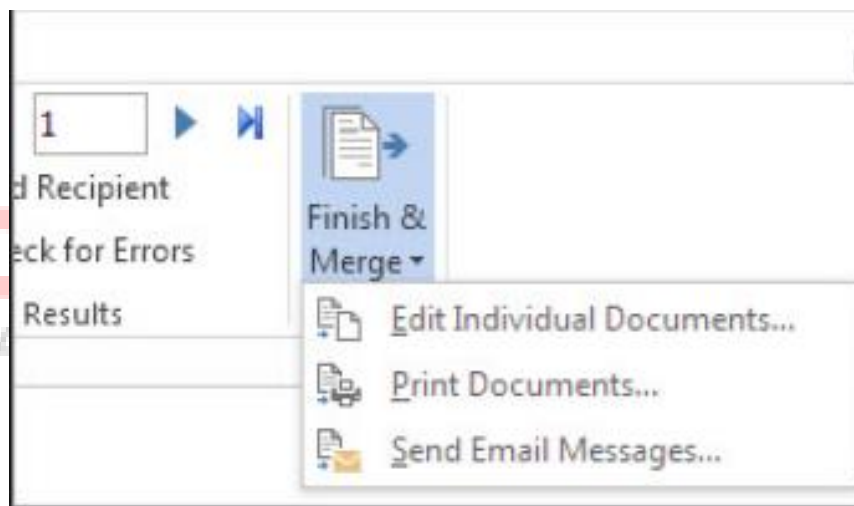 1
d Recipient
eck for Errors
Results
Finish &
Merge
Edit Individual Documents...
Print Documents...
Send Email Messages...